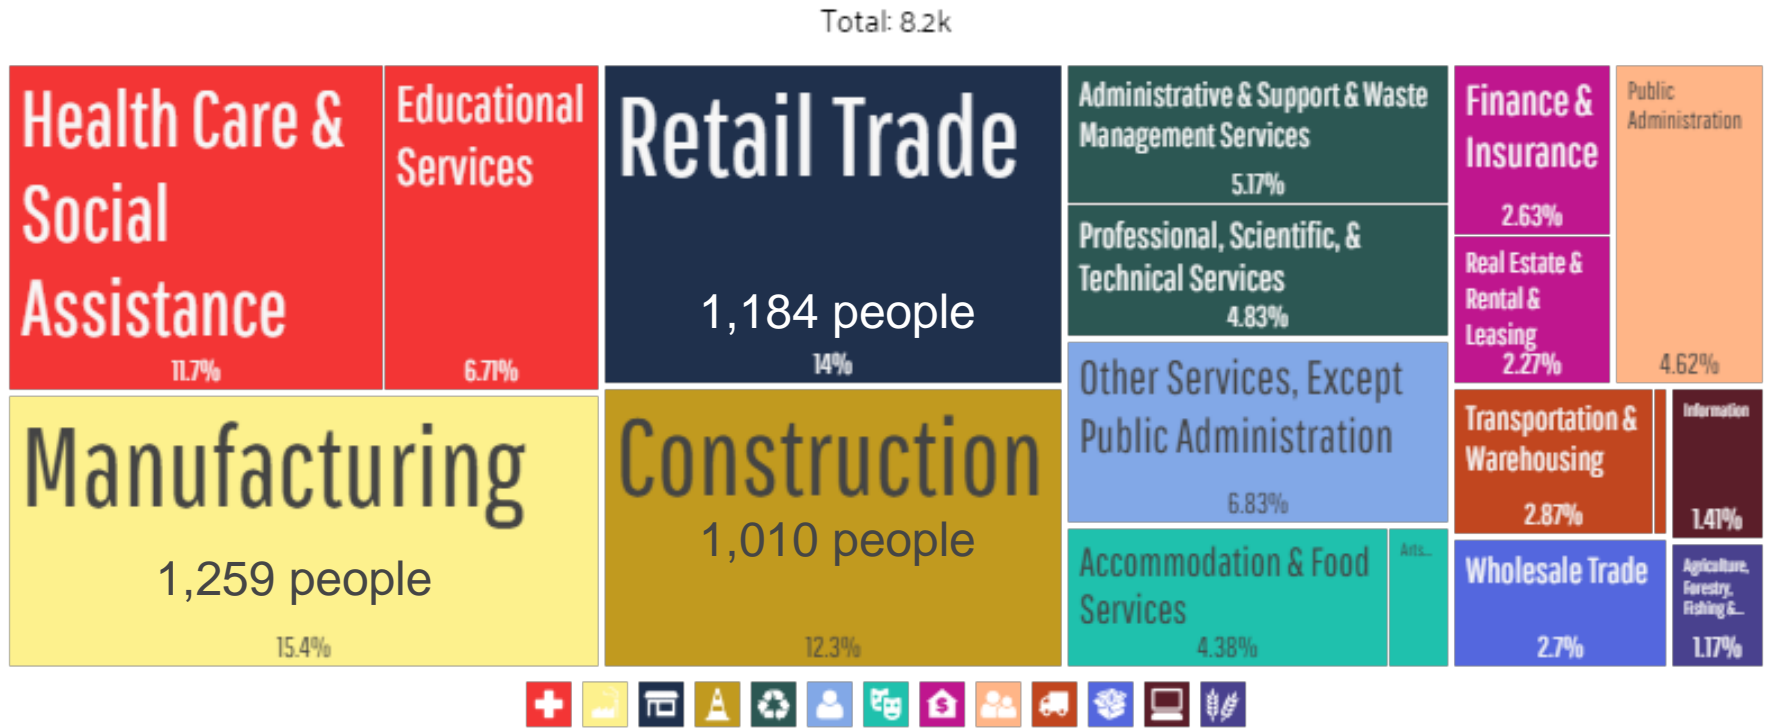 Total: 8.2k
Health Care &
Social
Assistance
11.7%
Educational
Services
6.71%
Retail Trade
1,184 people
14%
Manufacturing
1,259 people
15.4%
Construction
1,010 people
12.3%
Administrative & Support & Waste
Management Services
5.17%
Professional, Scientific, &
Technical Services
4.83%
Other Services, Except
Public Administration
6.83%
Accommodation & Food
Services
4.38%
Arts...
Finance &
Insurance
2.63%
Real Estate &
Rental &
Leasing
2.27%
Public
Administration
4.62%
Transportation &
Warehousing
2.87%
Information
1.41%
Wholesale Trade
2.7%
Agriculture,
Forestry,
Fishing &...
1.17%